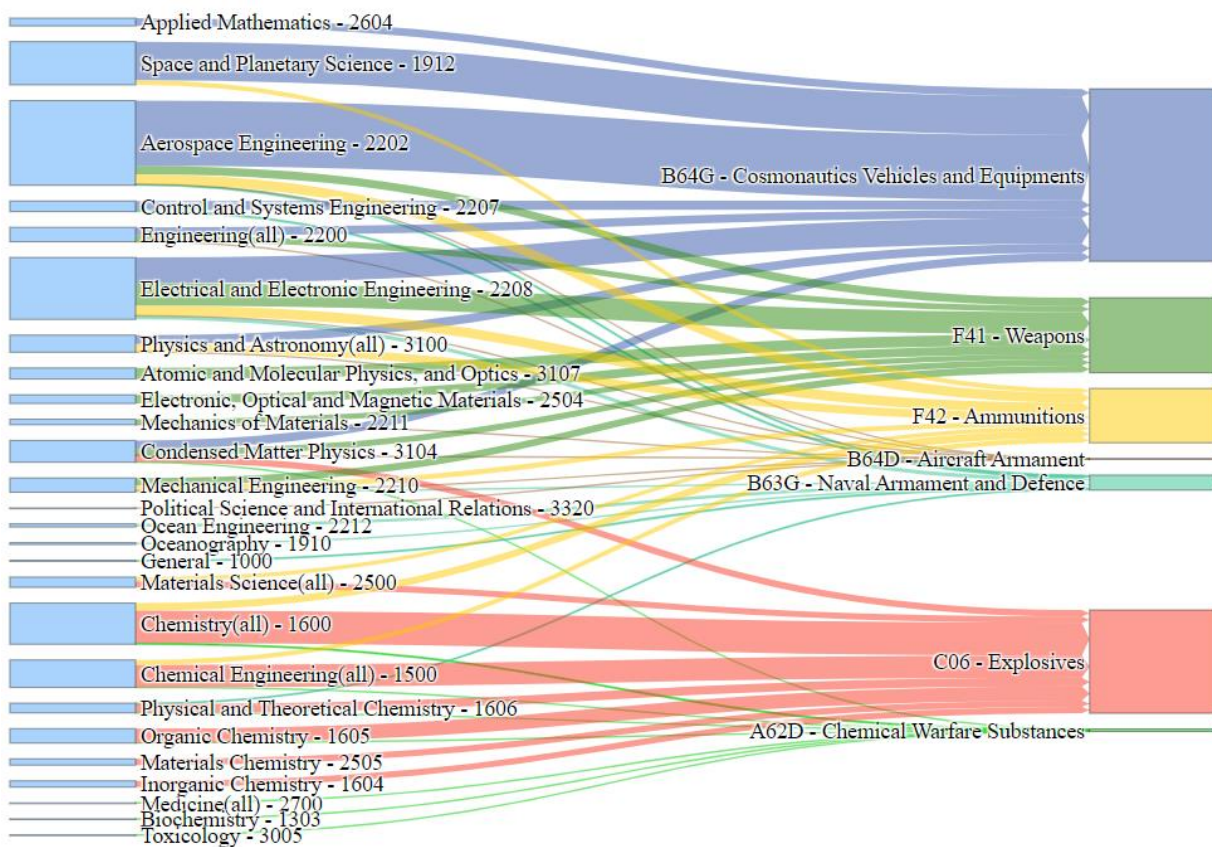 Applied Mathematics - 2604
Space and Planetary Science - 1912
Aerospace Engineering - 2202
Control and Systems Engineering - 2207
Engineering(all) - 2200
Electrical and Electronic Engineering - 2208
Physics and Astronomy(all) - 3100
Atomic and Molecular Physics, and Optics - 3107
Electronic, Optical and Magnetic Materials - 2504
Mechanics of Materials - 2211
Condensed Matter Physics - 3104
Mechanical Engineering - 2210
Political Science and International Relations - 3320
Ocean Engineering - 2212
Oceanography - 1910
General - 1000
Materials Science(all) - 2500
Chemistry(all) - 1600
Chemical Engineering(all) - 1500
Physical and Theoretical Chemistry - 1606
Organic Chemistry - 1605
Materials Chemistry - 2505
Inorganic Chemistry - 1604
Medicine(all) - 2700
Biochemistry - 1303
Toxicology - 3005
B64G - Cosmonautics Vehicles and Equipments
F41 - Weapons
F42 - Ammunitions
B64D - Aircraft Armament
B63G - Naval Armament and Defence
C06 - Explosives
A62D - Chemical Warfare Substances